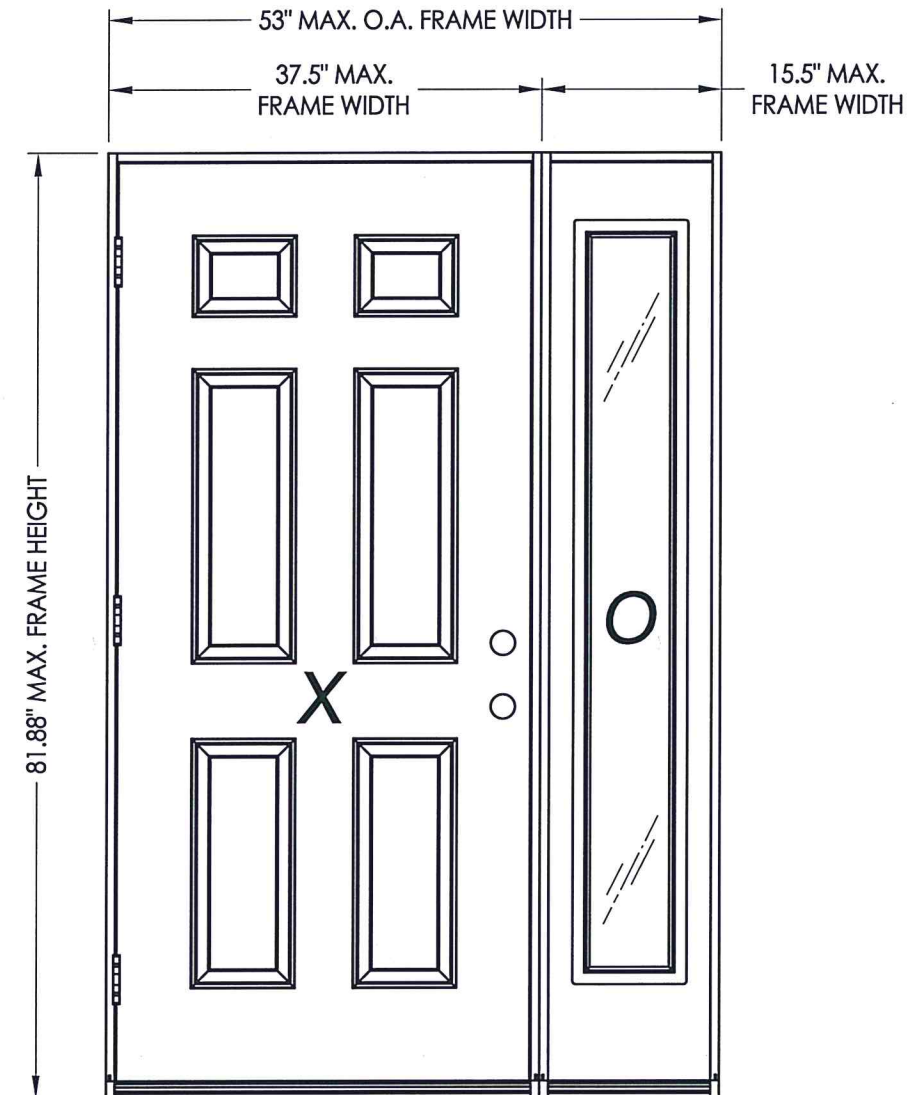 53" MAX. O.A. FRAME WIDTH
37.5" MAX.
FRAME WIDTH
15.5" MAX.
FRAME WIDTH
81.88" MAX. FRAME HEIGHT
X
O